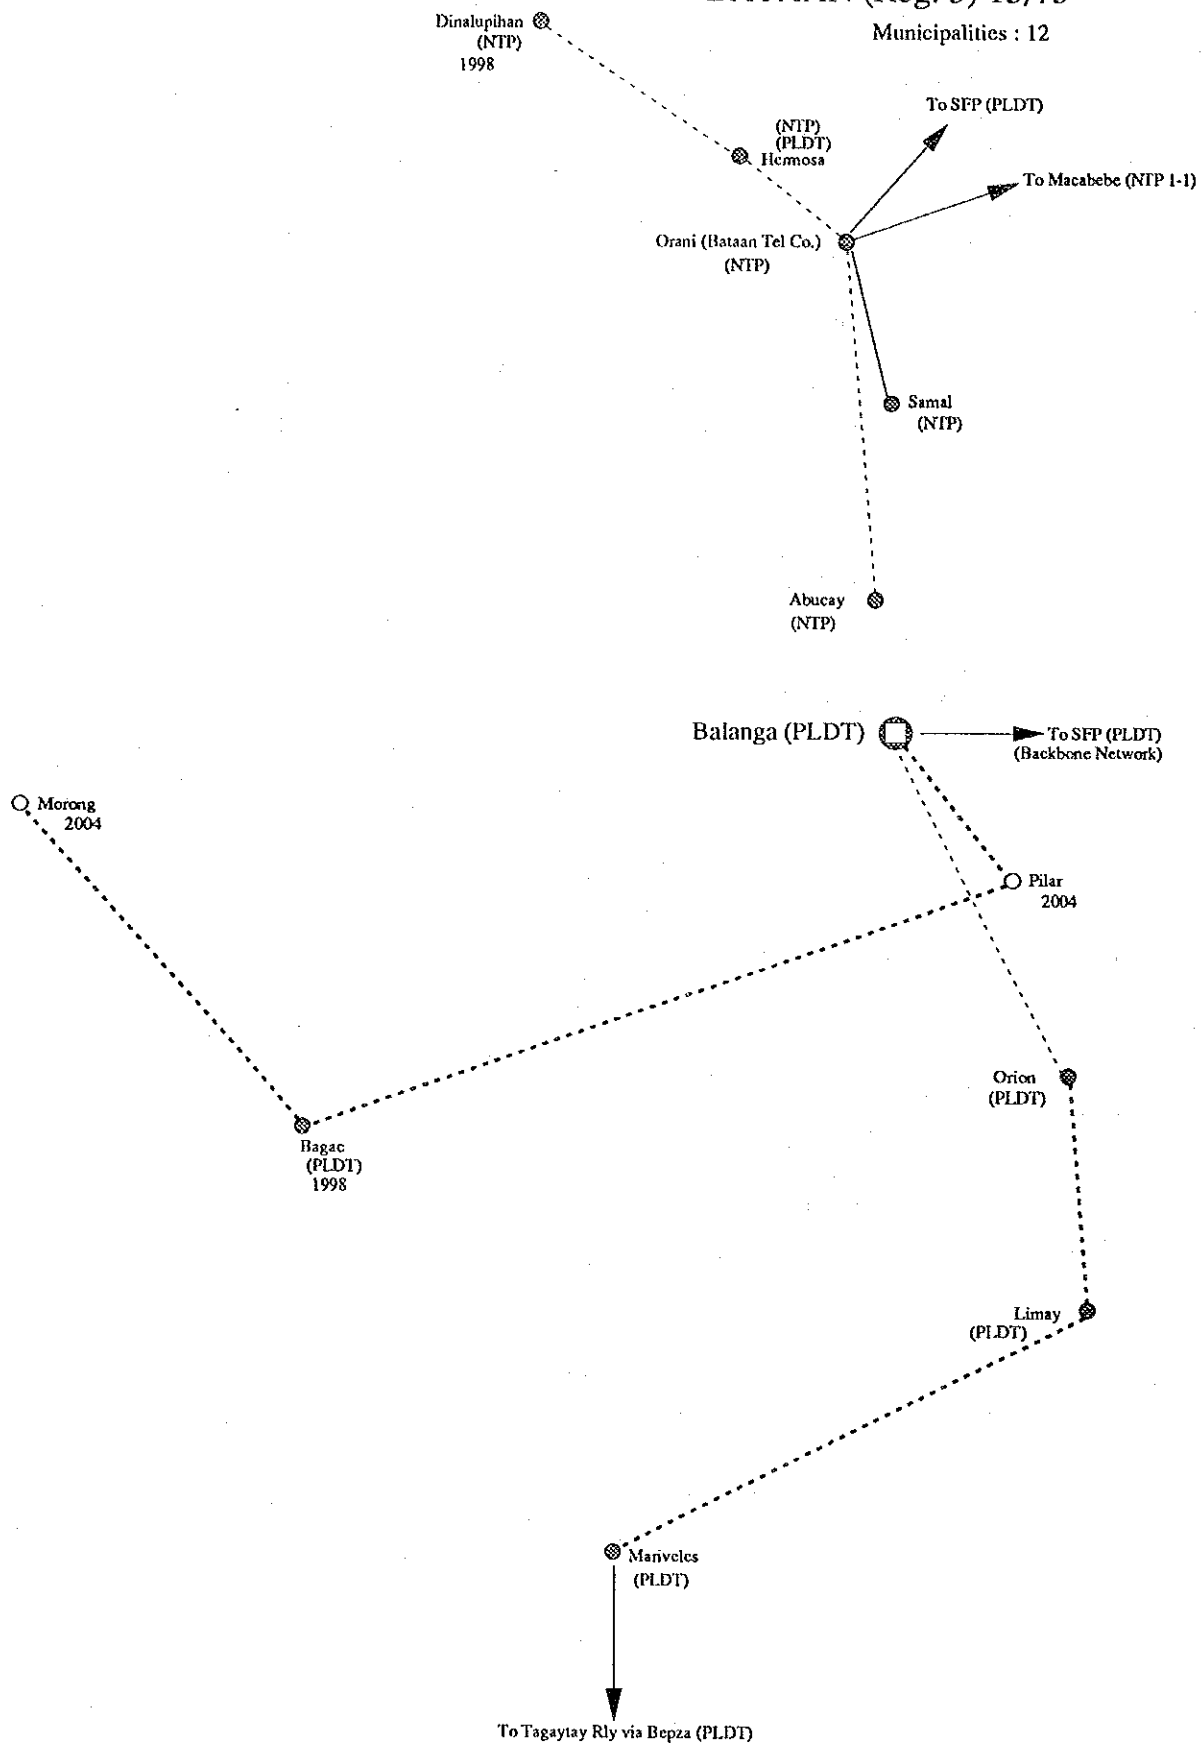 Municipalities : 12
Dinalupihan
(NTP)
1998
To SFP (PLDT)
(NTP)
(PLDT)
Hermosa
To Macabebe (NTP 1-1)
Orani (Bataan Tel Co.)
(NTP)
Samal
(NTP)
Abucay
(NTP)
Balanga (PLDT)
To SFP (PLDT)
(Backbone Network)
Morong
2004
Pilar
2004
Orion
(PLDT)
Bagac
(PLDT)
1998
Limay
(PLDT)
Mariveles
(PLDT)
To Tagaytay Rly via Bepza (PLDT)